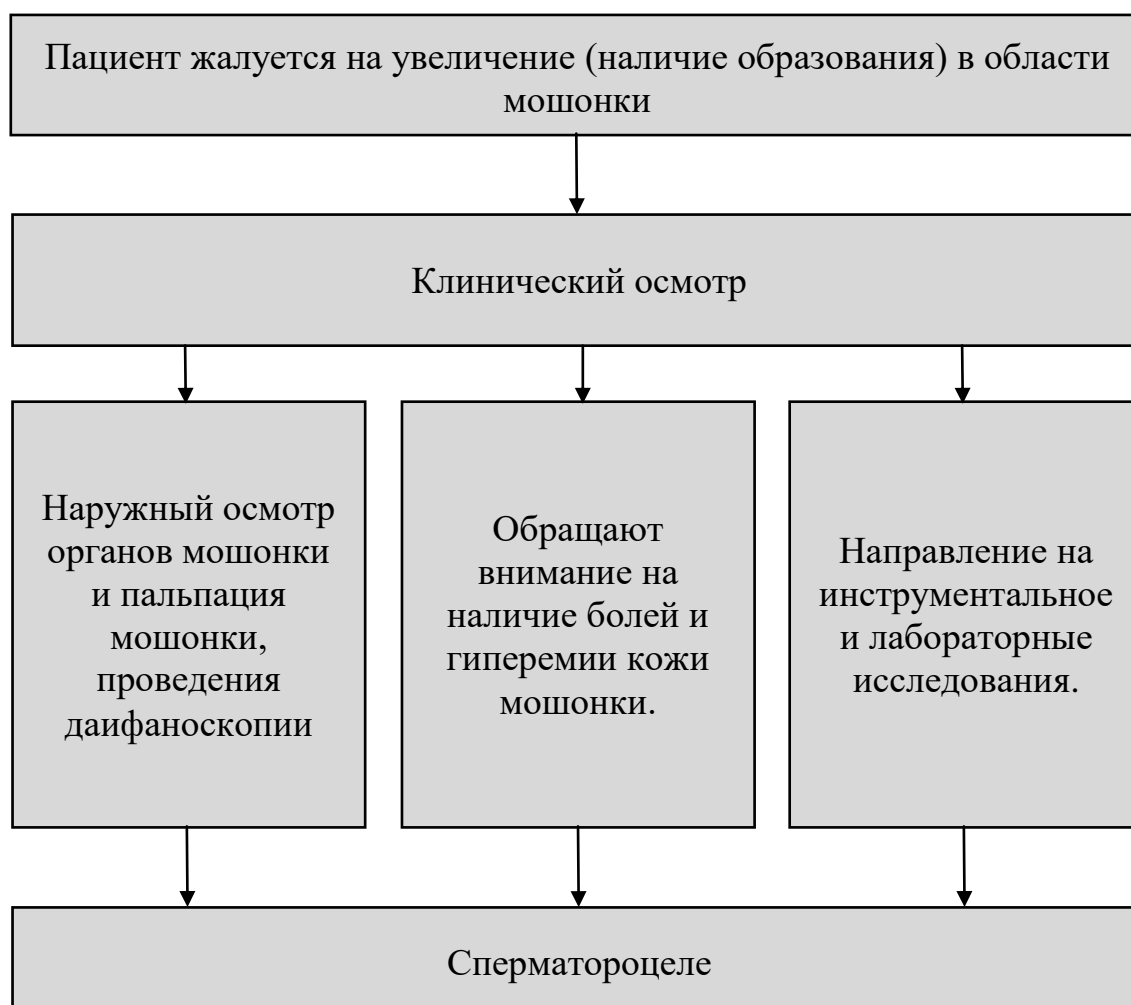 Пациент жалуется на увеличение (наличие образования) в области
мошонки
Клинический осмотр
Наружный осмотр
органов мошонки
и пальпация
мошонки,
проведения
даифаноскопии
Обращают
внимание на
наличие болей и
гиперемии кожи
мошонки.
Направление на
инструментальное
и лабораторные
исследования.
Сперматороцеле